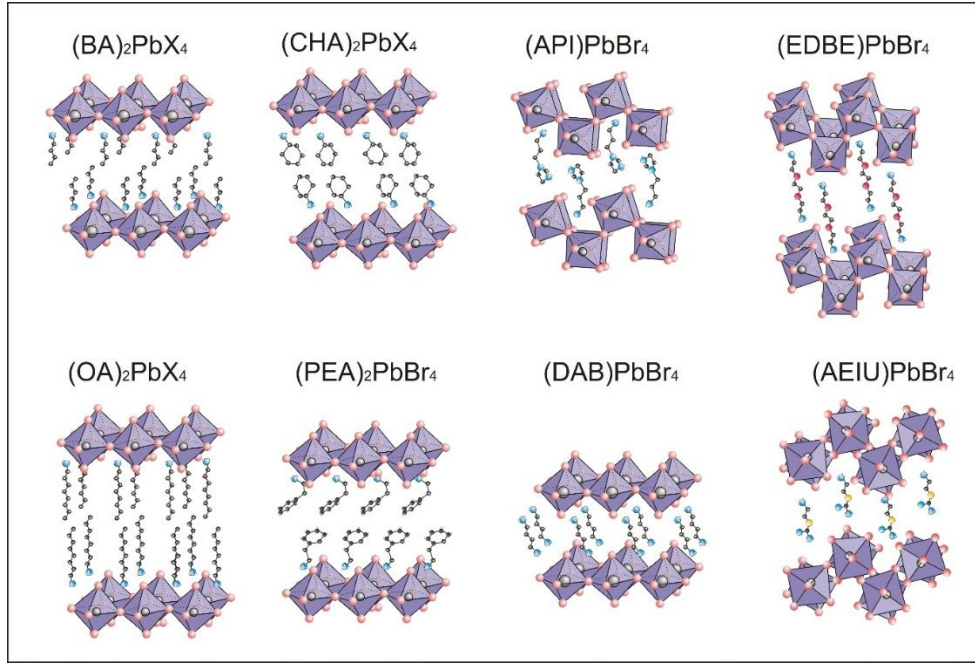 (BA)₂PbX₄ (CHA)₂PbX₄ (API)PbBr₄ (EDBE)PbBr₄
(OA)₂PbX₄ (PEA)₂PbBr₄ (DAB)PbBr₄ (AEIU)PbBr₄